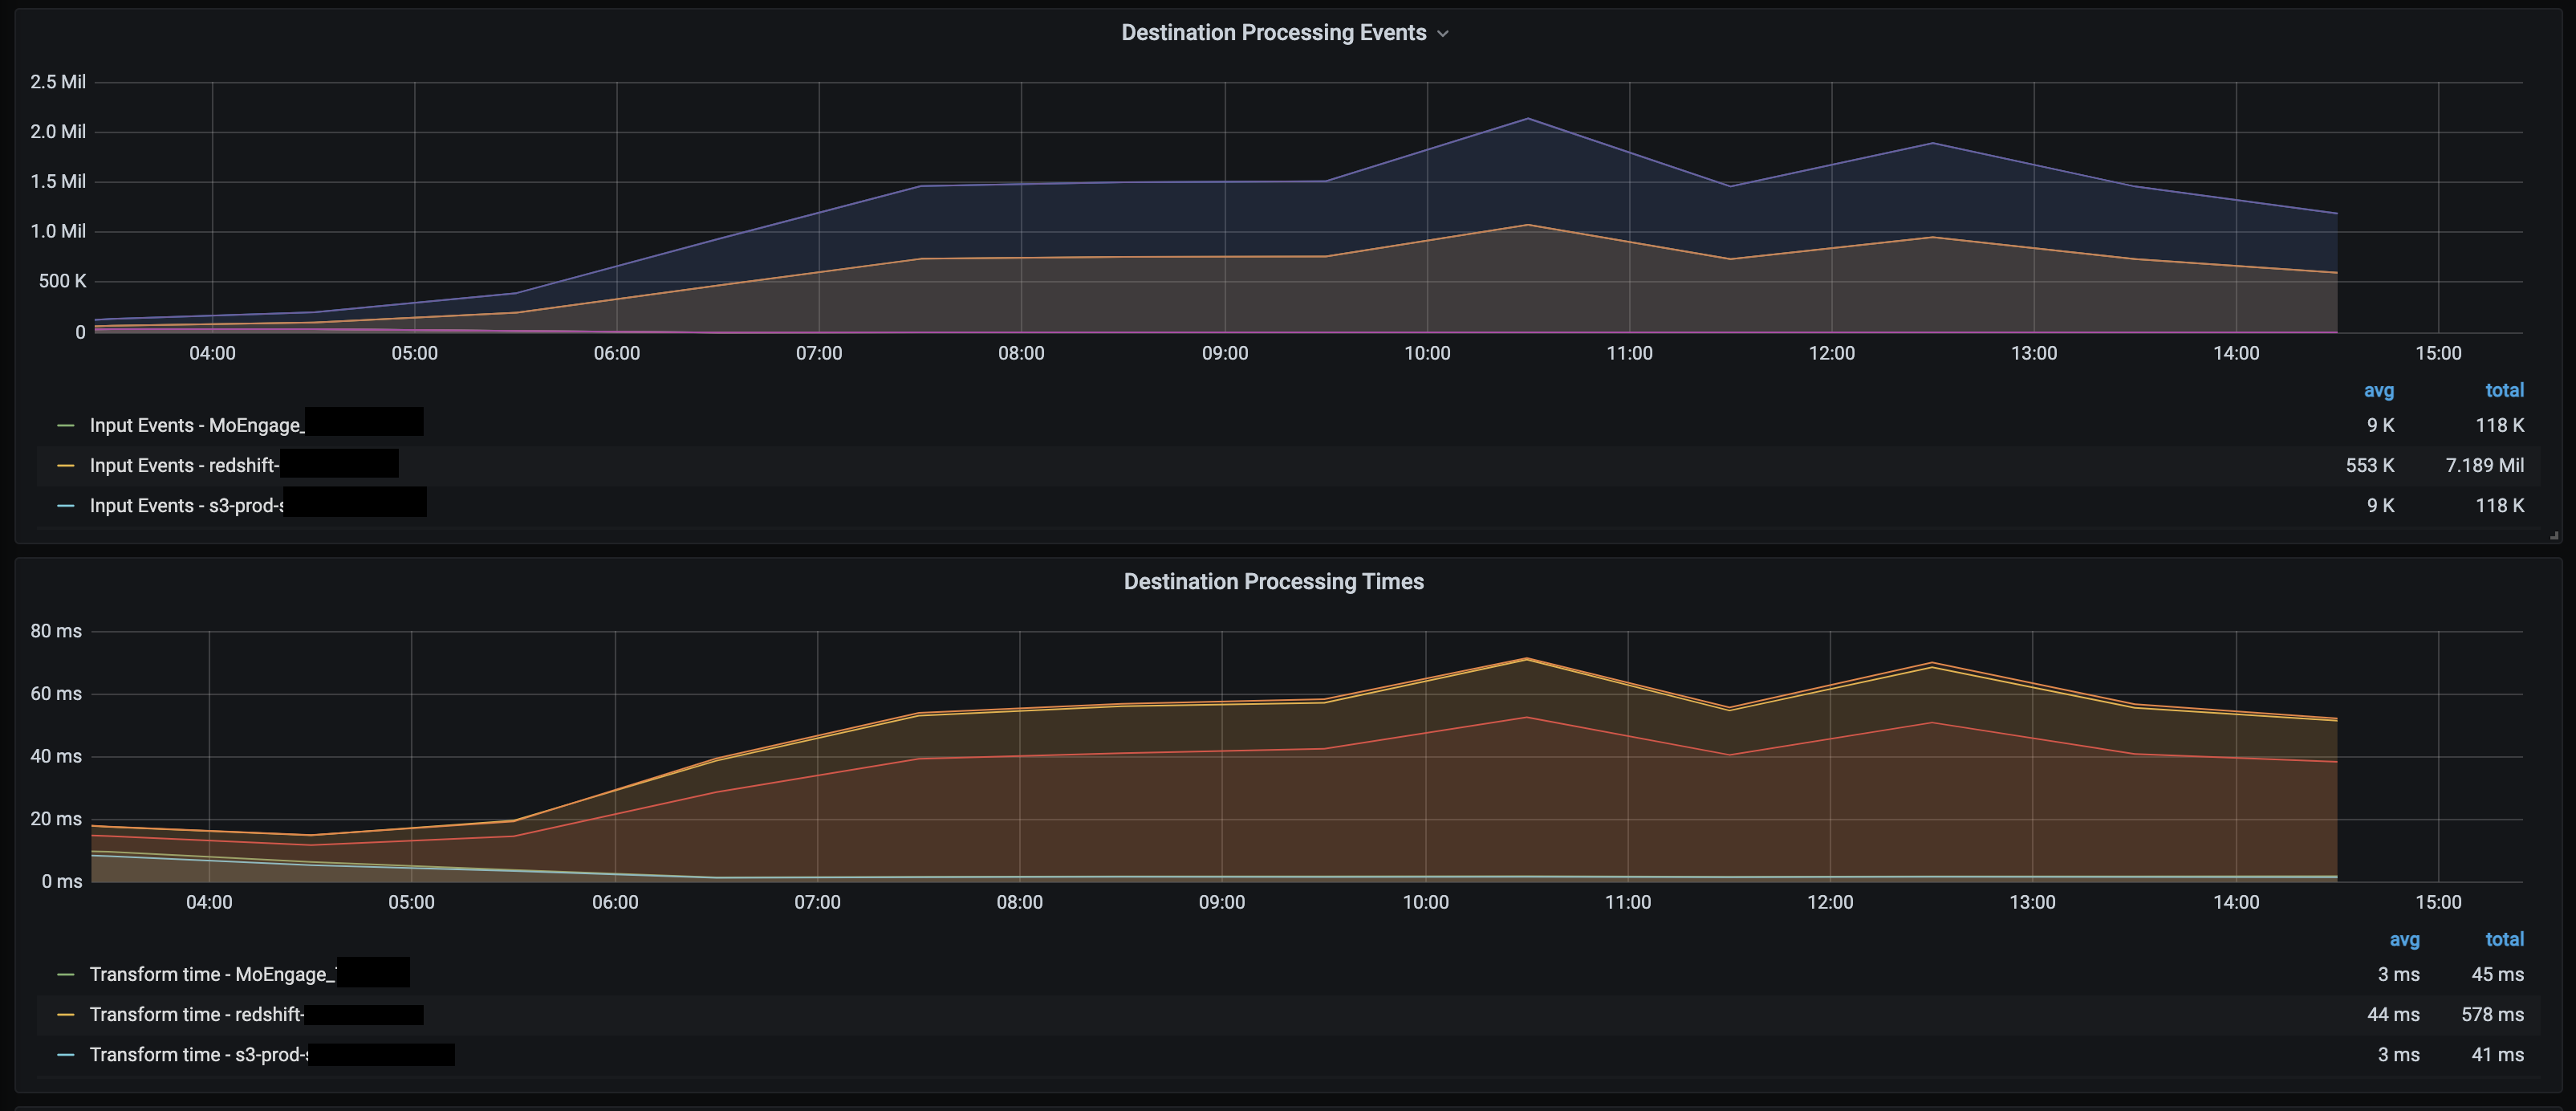 Destination Processing Events
2.5 Mil
2.0 Mil
1.5 Mil
1.0 Mil
500 K
0
04:00 05:00 06:00 07:00 08:00 09:00 10:00 11:00 12:00 13:00 14:00 15:00
avg total
Input Events - MoEngage_ 9 K 118 K
Input Events - redshift- 553 K 7.189 Mil
Input Events - s3-prod-s 9 K 118 K
Destination Processing Times
80 ms
60 ms
40 ms
20 ms
0 ms
04:00 05:00 06:00 07:00 08:00 09:00 10:00 11:00 12:00 13:00 14:00 15:00
avg total
Transform time - MoEngage_ 3 ms 45 ms
Transform time - redshift- 44 ms 578 ms
Transform time - s3-prod-s 3 ms 41 ms